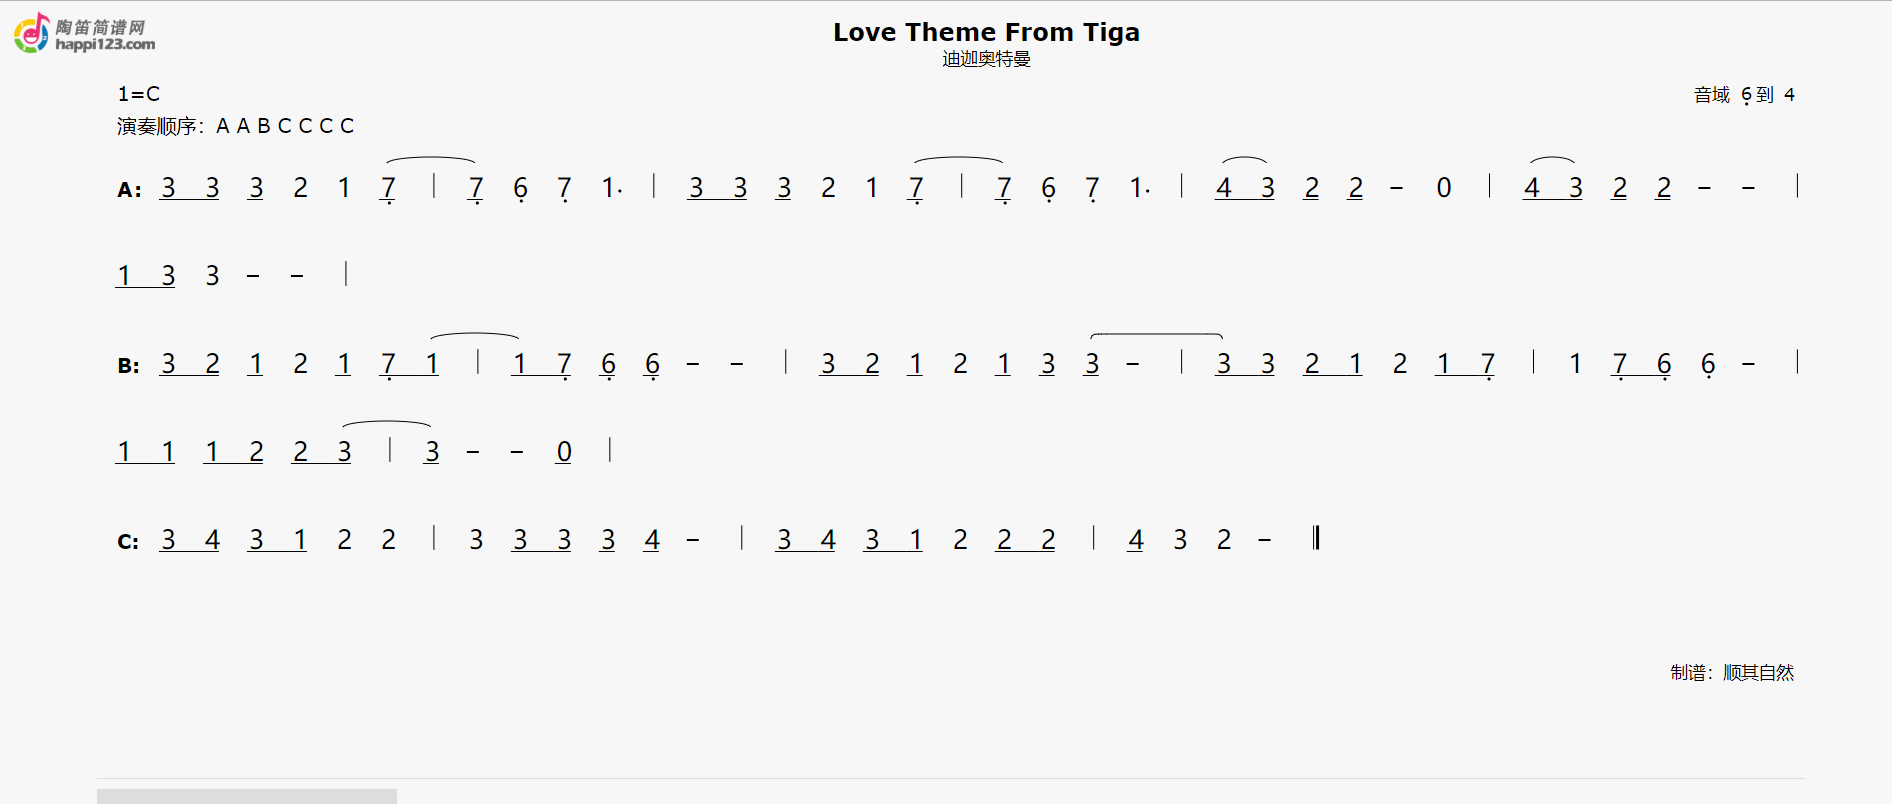 陶笛简谱网
happi123.com
Love Theme From Tiga
迪迦奥特曼
1=C
音域 6̣到 4
演奏顺序：A A B C C C C
A: 3̲ 3̲ 3̲ 2 1 7̲̣ | 7̲̣ 6̣ 7̣ 1· | 3̲ 3̲ 3̲ 2 1 7̲̣ | 7̲̣ 6̣ 7̣ 1· | 4̲ 3̲ 2̲ 2̲ – 0 | 4̲ 3̲ 2̲ 2̲ – – |
1̲ 3̲ 3 – – |
B: 3̲ 2̲ 1̲ 2 1̲ 7̲̣ 1̲ | 1̲ 7̲̣ 6̲̣ 6̲̣ – – | 3̲ 2̲ 1̲ 2 1̲ 3̲ 3̲ – | 3̲ 3̲ 2̲ 1̲ 2 1̲ 7̲̣ | 1 7̲̣ 6̲̣ 6̣ – |
1̲ 1̲ 1̲ 2̲ 2̲ 3̲ | 3̲ – – 0̲ |
C: 3̲ 4̲ 3̲ 1̲ 2 2 | 3 3̲ 3̲ 3̲ 4̲ – | 3̲ 4̲ 3̲ 1̲ 2 2̲ 2̲ | 4̲ 3 2 – ‖
制谱：顺其自然